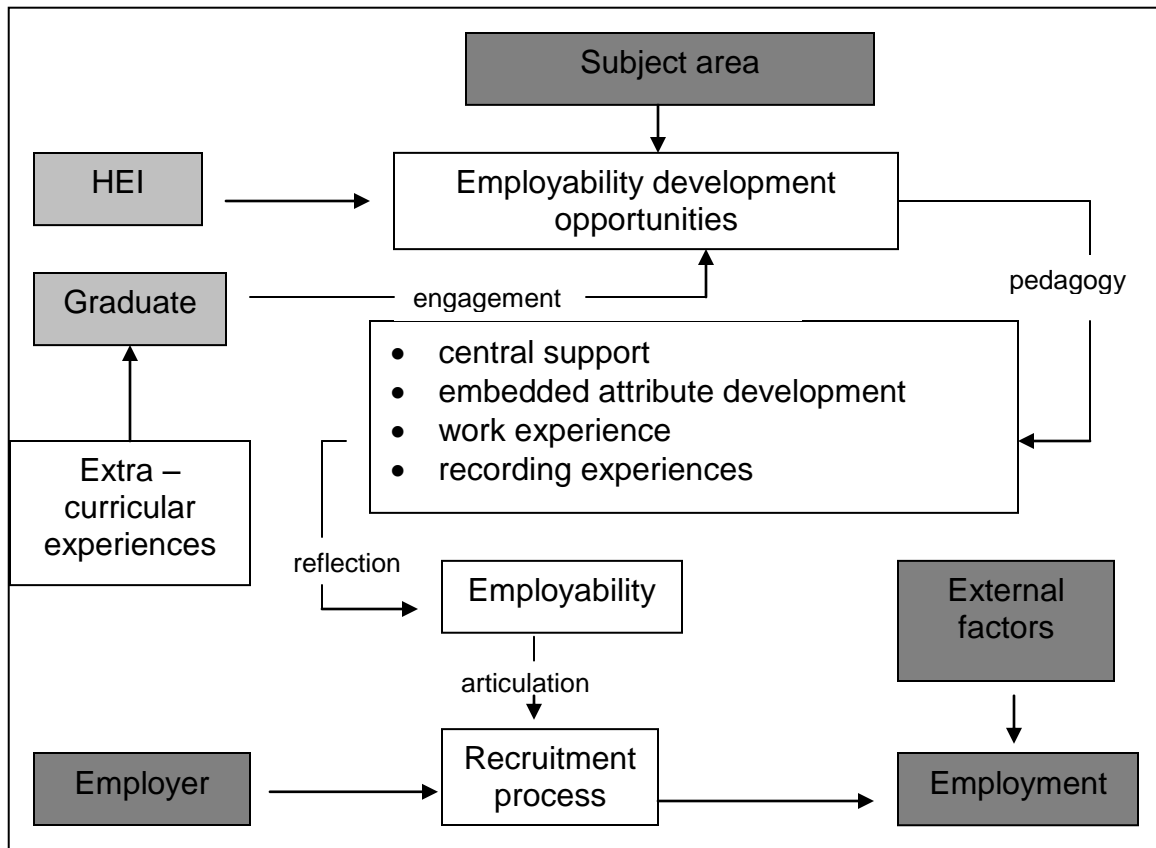 Subject area
HEI
Employability development
opportunities
Graduate
engagement
pedagogy
• central support
• embedded attribute development
• work experience
• recording experiences
Extra –
curricular
experiences
reflection
Employability
External
factors
articulation
Employer
Recruitment
process
Employment